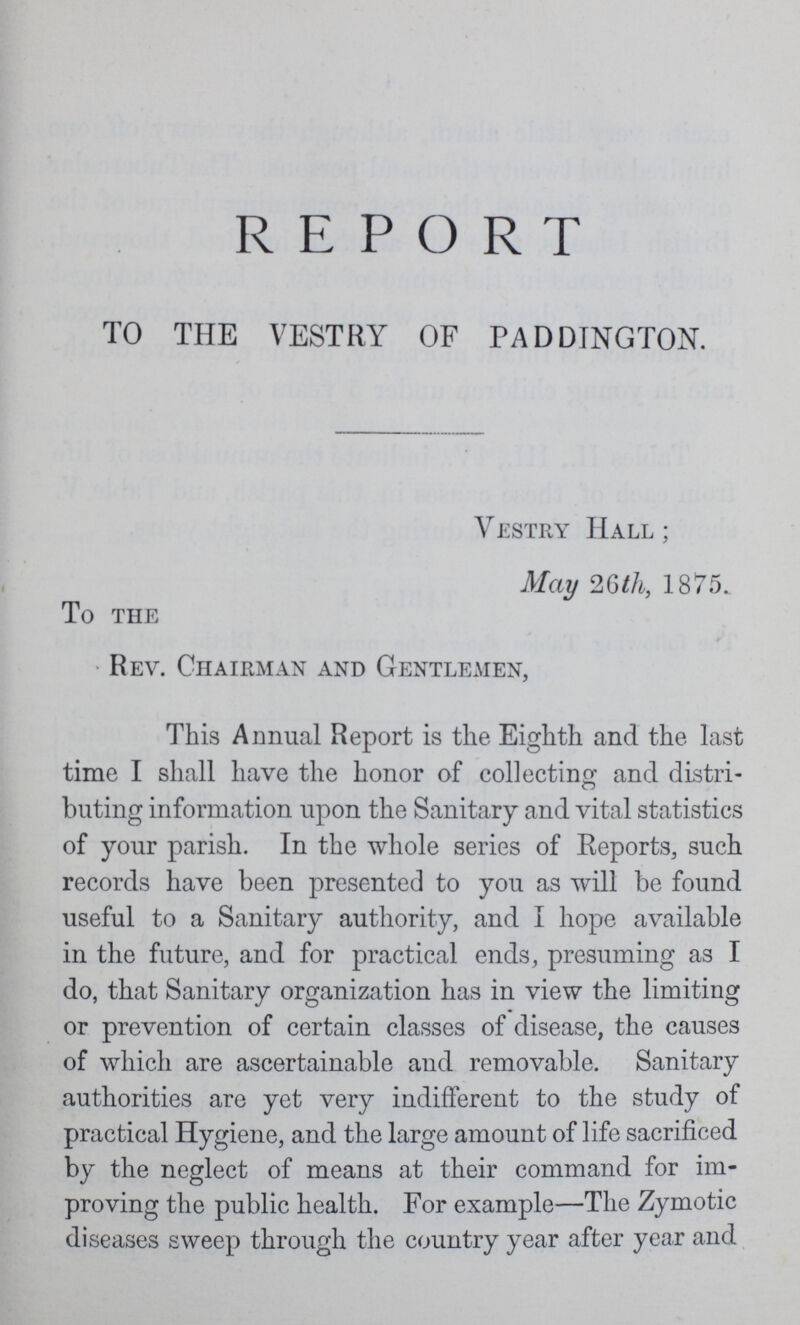 REPORT
TO THE VESTRY OF PADDINGTON.
Vestry Hall ;
May 26th, 1875.
To the
Rev. Chairman and Gentlemen,
This Annual Report is the Eighth and the last
time I shall have the honor of collecting and distri-
buting information upon the Sanitary and vital statistics
of your parish. In the whole series of Reports, such
records have been presented to you as will be found
useful to a Sanitary authority, and I hope available
in the future, and for practical ends, presuming as I
do, that Sanitary organization has in view the limiting
or prevention of certain classes of disease, the causes
of which are ascertainable and removable. Sanitary
authorities are yet very indifferent to the study of
practical Hygiene, and the large amount of life sacrificed
by the neglect of means at their command for im-
proving the public health. For example—The Zymotic
diseases sweep through the country year after year and